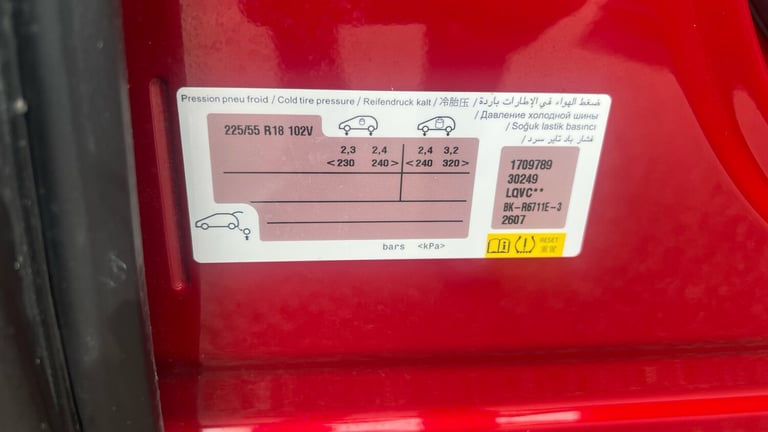 Pression pneu froid / Cold tire pressure / Reifendruck kalt / 冷胎压 / ضغط الهواء في الإطارات باردة
/ Давление холодной шины
/ Soğuk lastik basıncı
/ فشار باد تایر سرد
225/55 R18 102V
2,3 2,4 2,4 3,2
<230 240> <240 320>
1709789
30249
LQVC**
BK-R6711E-3
2607
bars <kPa>
RESET